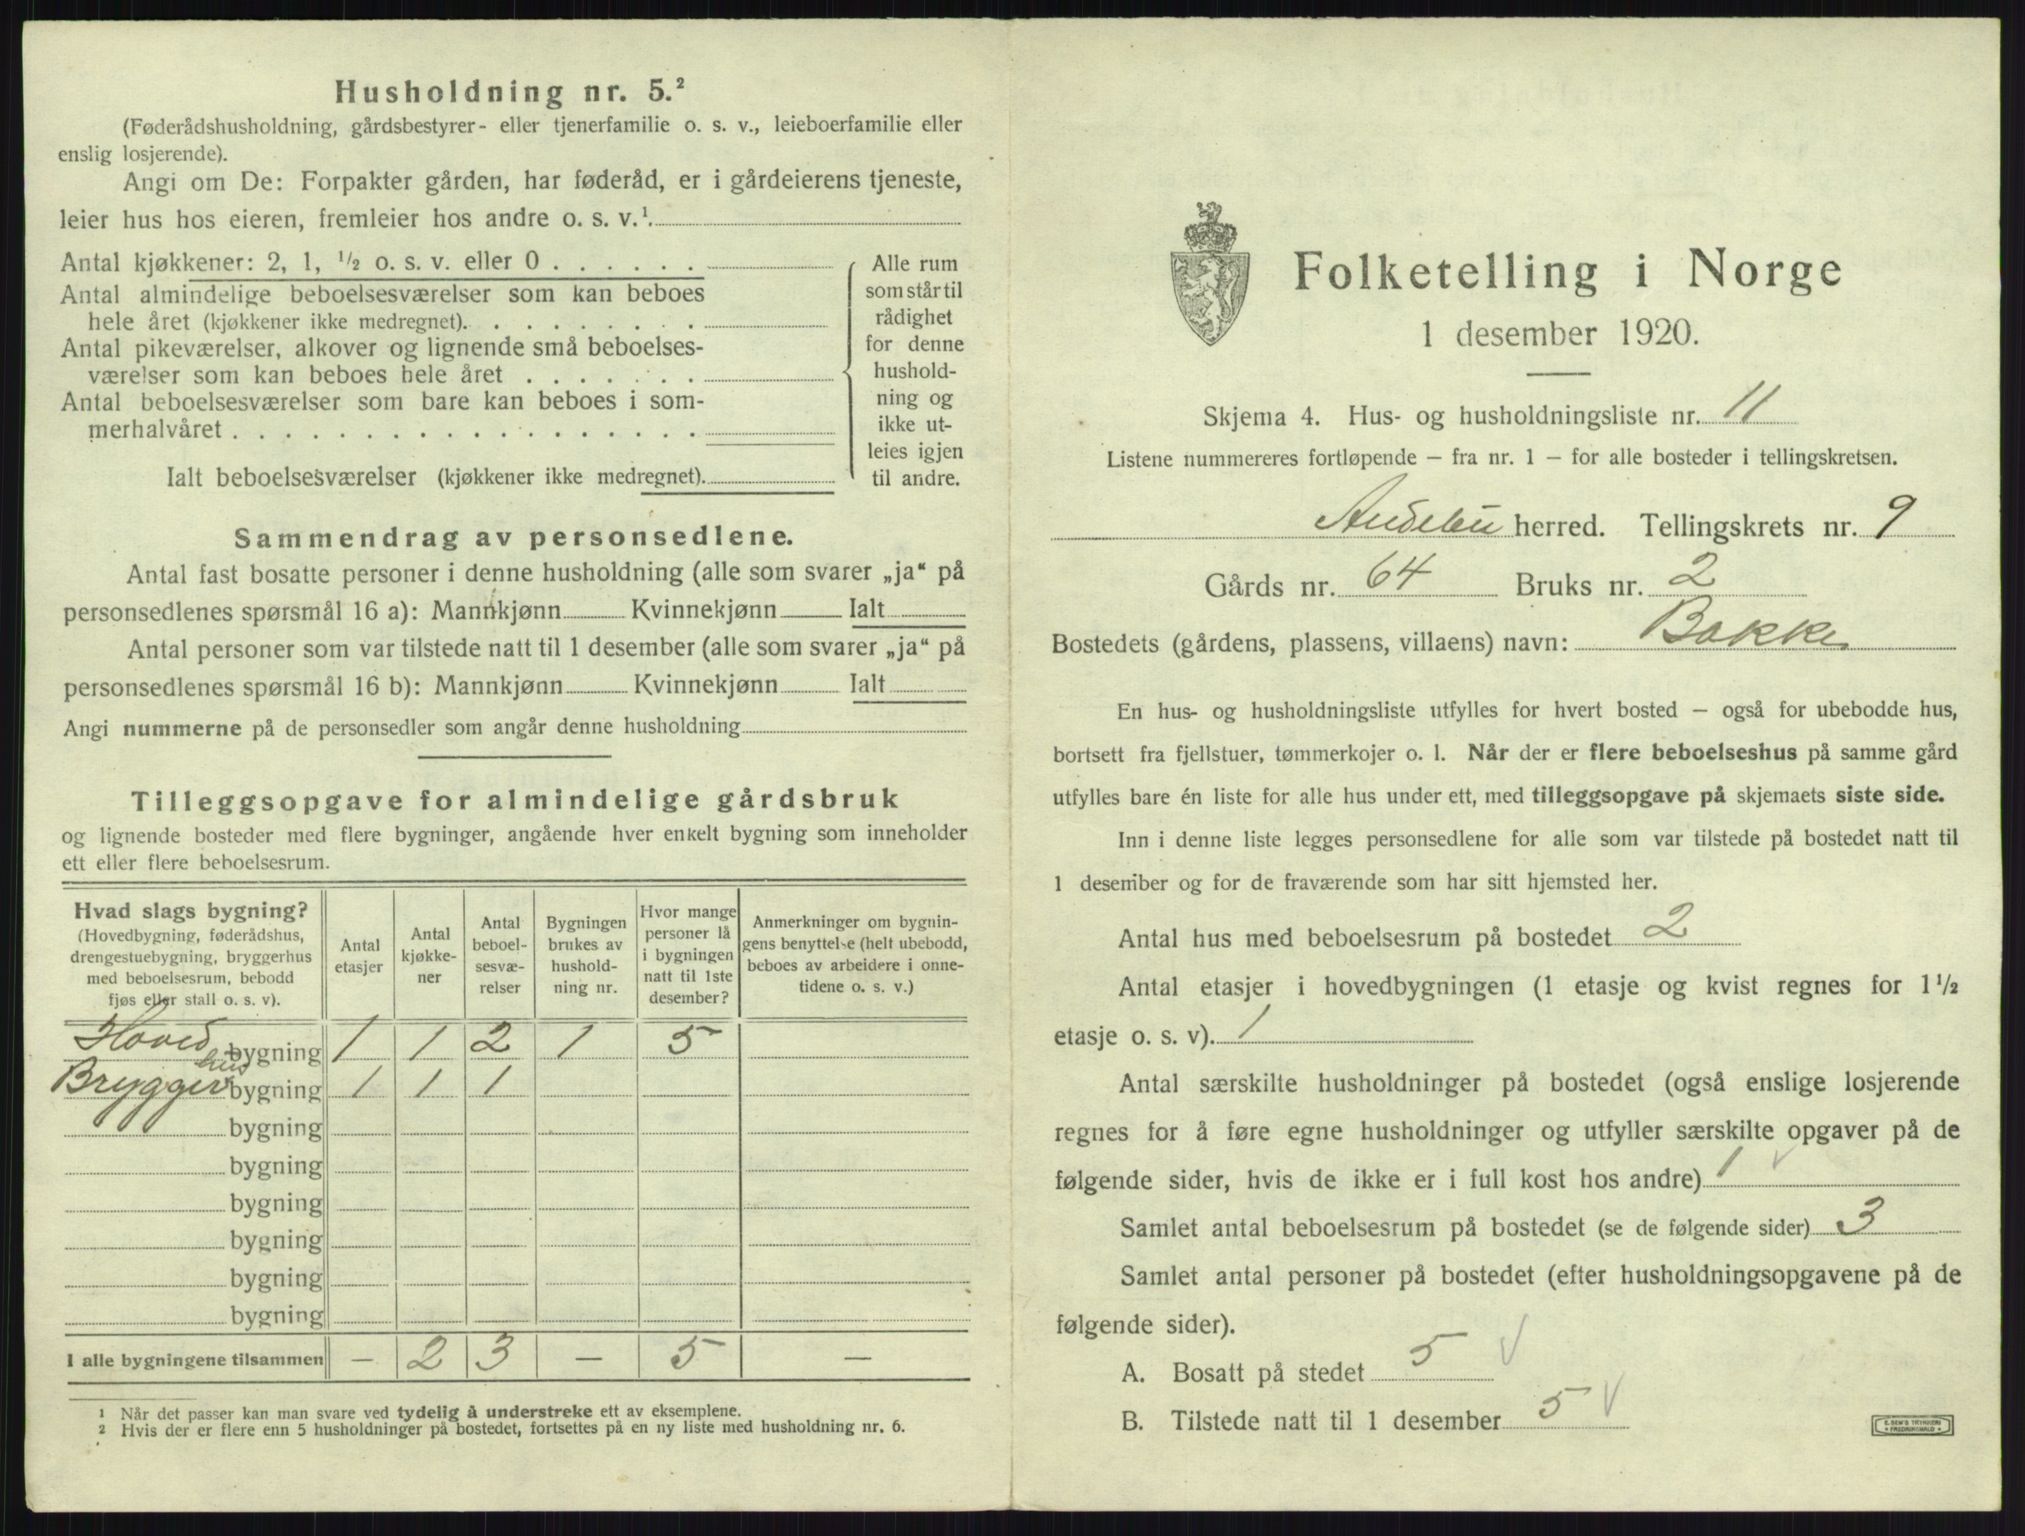 Husholdning nr. 5.²
(Føderådshusholdning, gårdsbestyrer- eller tjenerfamilie o. s. v., leieboerfamilie eller
enslig losjerende).
Angi om De: Forpakter gården, har føderåd, er i gårdeierens tjeneste,
leier hus hos eieren, fremleier hos andre o. s. v.¹
Antal kjøkkener: 2, 1, ½ o. s. v. eller 0
Antal almindelige beboelsesværelser som kan beboes
hele året (kjøkkener ikke medregnet)
Antal pikeværelser, alkover og lignende små beboelses-
værelser som kan beboes hele året
Antal beboelsesværelser som bare kan beboes i som-
merhalvåret
Ialt beboelsesværelser (kjøkkener ikke medregnet).
Alle rum
som står til
rådighet
for denne
hushold-
ning og
ikke ut-
leies igjen
til andre.
Sammendrag av personsedlene.
Antal fast bosatte personer i denne husholdning (alle som svarer „ja“ på
personsedlenes spørsmål 16 a): Mannkjønn Kvinnekjønn Ialt
Antal personer som var tilstede natt til 1 desember (alle som svarer „ja“ på
personsedlenes spørsmål 16 b): Mannkjønn Kvinnekjønn Ialt
Angi nummerne på de personsedler som angår denne husholdning
Tilleggsopgave for almindelige gårdsbruk
og lignende bosteder med flere bygninger, angående hver enkelt bygning som inneholder
ett eller flere beboelsesrum.
Hvad slags bygning?
(Hovedbygning, føderådshus,
drengestuebygning, bryggerhus
med beboelsesrum, bebodd
fjøs eller stall o. s. v).
Antal
etasjer
Antal
kjøkke-
ner
Antal
beboel-
sesvæ-
relser
Bygningen
brukes av
hushold-
ning nr.
Hvor mange
personer lå
i bygningen
natt til 1ste
desember?
Anmerkninger om bygnin-
gens benyttelse (helt ubebodd,
beboes av arbeidere i onne-
tidene o. s. v.)
Hoved bygning 1 1 2 1 5
Brygger hus bygning 1 1 1
bygning
bygning
bygning
bygning
bygning
bygning
I alle bygningene tilsammen — 2 3 — 5 —
1 Når det passer kan man svare ved tydelig å understreke ett av eksemplene.
2 Hvis der er flere enn 5 husholdninger på bostedet, fortsettes på en ny liste med husholdning nr. 6.
Folketelling i Norge
1 desember 1920.
Skjema 4. Hus- og husholdningsliste nr. 11
Listene nummereres fortløpende — fra nr. 1 — for alle bosteder i tellingskretsen.
Andebu herred. Tellingskrets nr. 9
Gårds nr. 64 Bruks nr. 2
Bostedets (gårdens, plassens, villaens) navn: Bakke
En hus- og husholdningsliste utfylles for hvert bosted — også for ubebodde hus,
bortsett fra fjellstuer, tømmerkojer o. l. Når der er flere beboelseshus på samme gård
utfylles bare én liste for alle hus under ett, med tilleggsopgave på skjemaets siste side.
Inn i denne liste legges personsedlene for alle som var tilstede på bostedet natt til
1 desember og for de fraværende som har sitt hjemsted her.
Antal hus med beboelsesrum på bostedet 2
Antal etasjer i hovedbygningen (1 etasje og kvist regnes for 1½
etasje o. s. v). 1
Antal særskilte husholdninger på bostedet (også enslige losjerende
regnes for å føre egne husholdninger og utfyller særskilte opgaver på de
følgende sider, hvis de ikke er i full kost hos andre) 1 √
Samlet antal beboelsesrum på bostedet (se de følgende sider) 3
Samlet antal personer på bostedet (efter husholdningsopgavene på de
følgende sider).
A. Bosatt på stedet 5 √
B. Tilstede natt til 1 desember 5 √
E. SEM'S TRYKKERI
FREDRIKSHALD